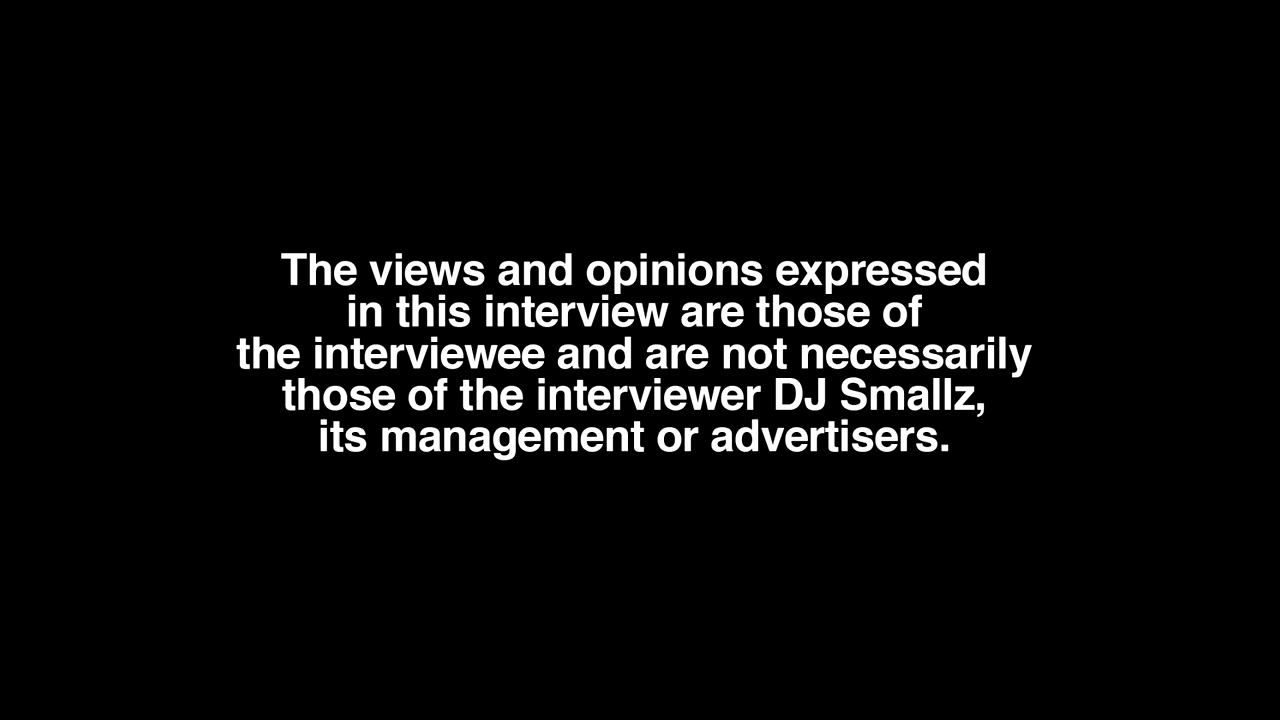 The views and opinions expressed
in this interview are those of
the interviewee and are not necessarily
those of the interviewer DJ Smallz,
its management or advertisers.